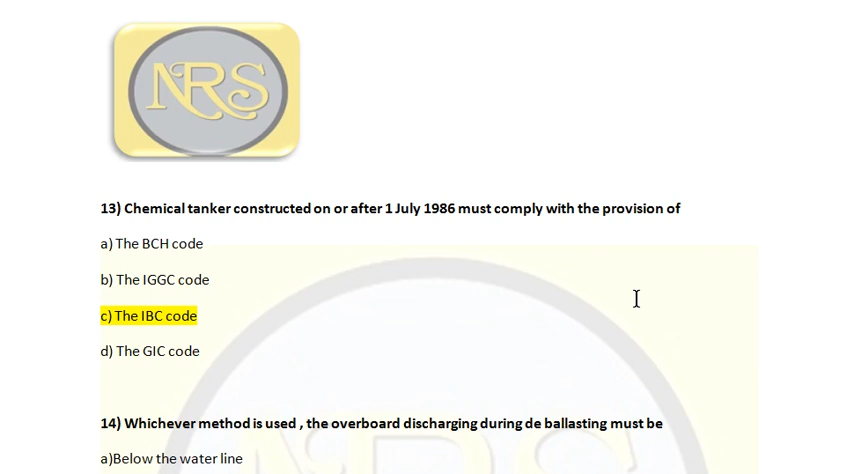 NRS
13) Chemical tanker constructed on or after 1 July 1986 must comply with the provision of
a) The BCH code
b) The IGGC code
c) The IBC code
d) The GIC code
14) Whichever method is used , the overboard discharging during de ballasting must be
a)Below the water line